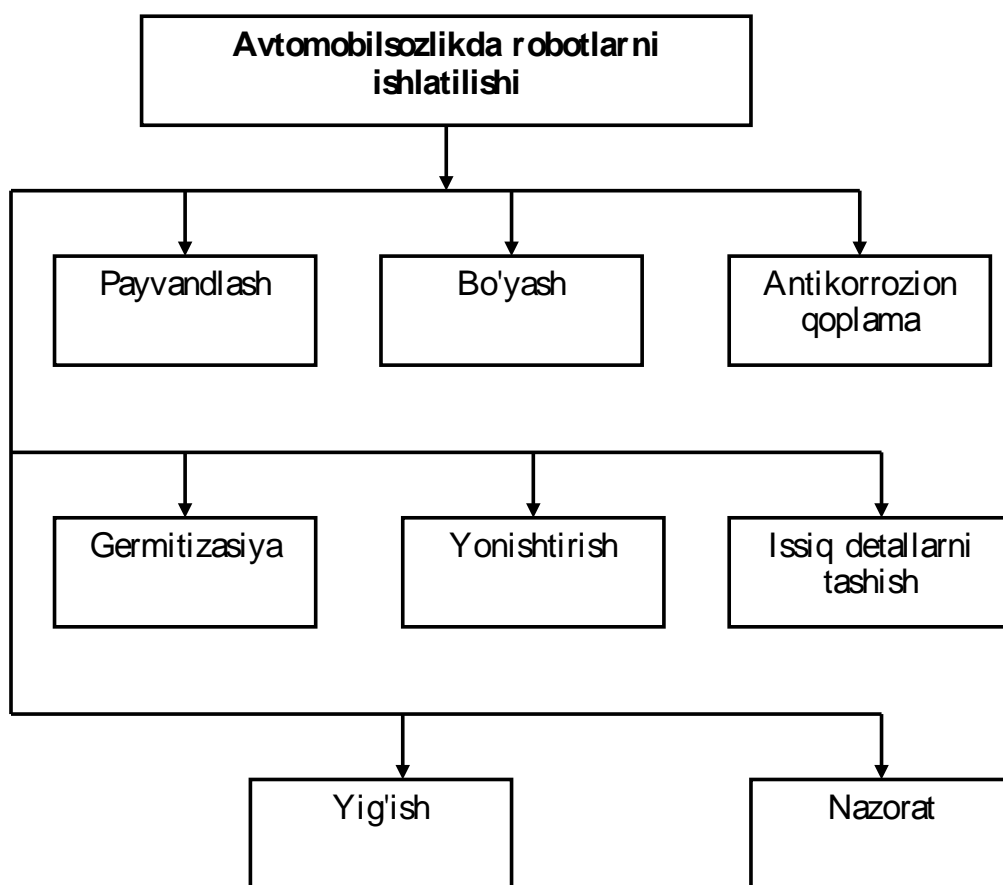 Avtomobilsozlikda robotlarni
ishlatilishi
Payvandlash
Bo'yash
Antikorrozion
qoplama
Germitizasiya
Yonishtirish
Issiq detallarni
tashish
Yig'ish
Nazorat